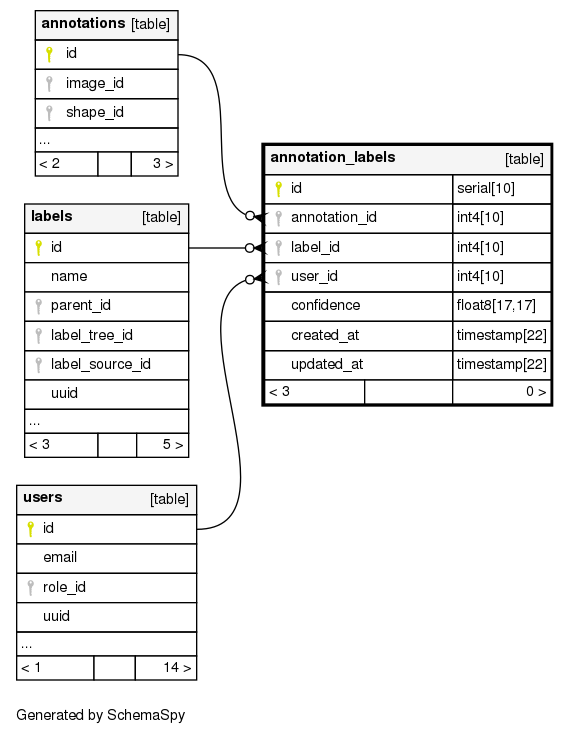 annotations [table]
id
image_id
shape_id
...
< 2 3 >
annotation_labels [table]
id serial[10]
annotation_id int4[10]
label_id int4[10]
user_id int4[10]
confidence float8[17,17]
created_at timestamp[22]
updated_at timestamp[22]
< 3 0 >
labels [table]
id
name
parent_id
label_tree_id
label_source_id
uuid
...
< 3 5 >
users [table]
id
email
role_id
uuid
...
< 1 14 >
Generated by SchemaSpy